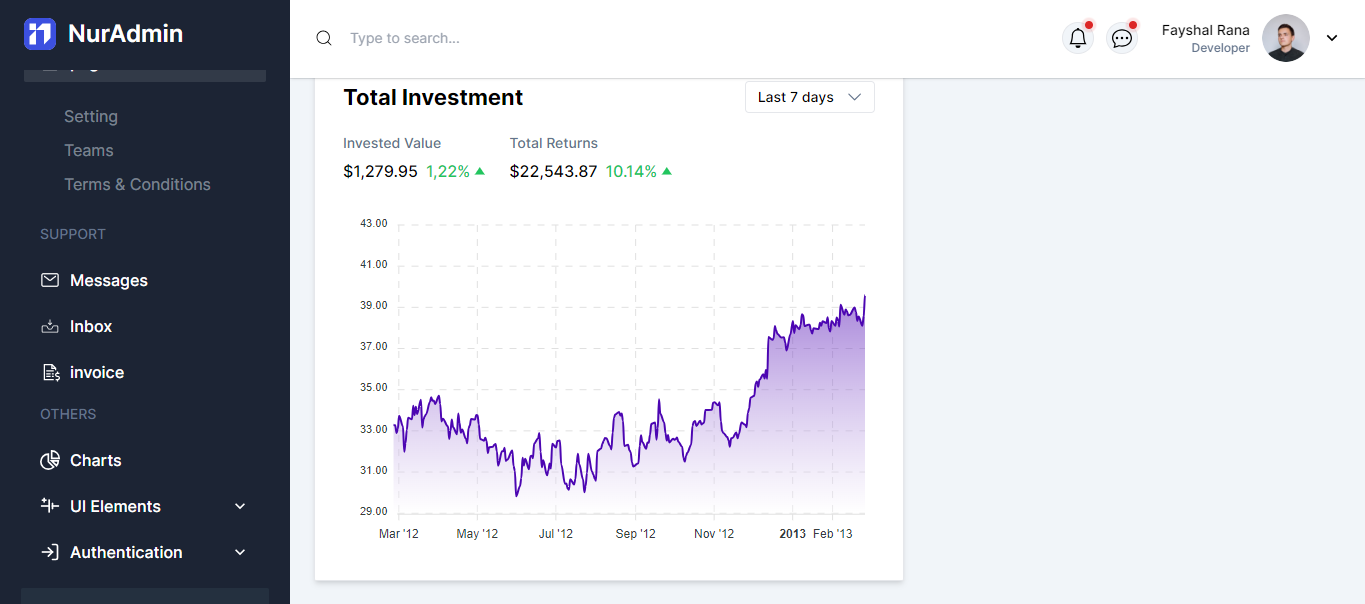 NurAdmin
Setting
Teams
Terms & Conditions
SUPPORT
Messages
Inbox
invoice
OTHERS
Charts
UI Elements
Authentication
Type to search...
Fayshal Rana
Developer
Total Investment
Last 7 days
Invested Value
Total Returns
$1,279.95 1,22%
$22,543.87 10.14%
43.00
41.00
39.00
37.00
35.00
33.00
31.00
29.00
Mar '12 May '12 Jul '12 Sep '12 Nov '12 2013 Feb '13